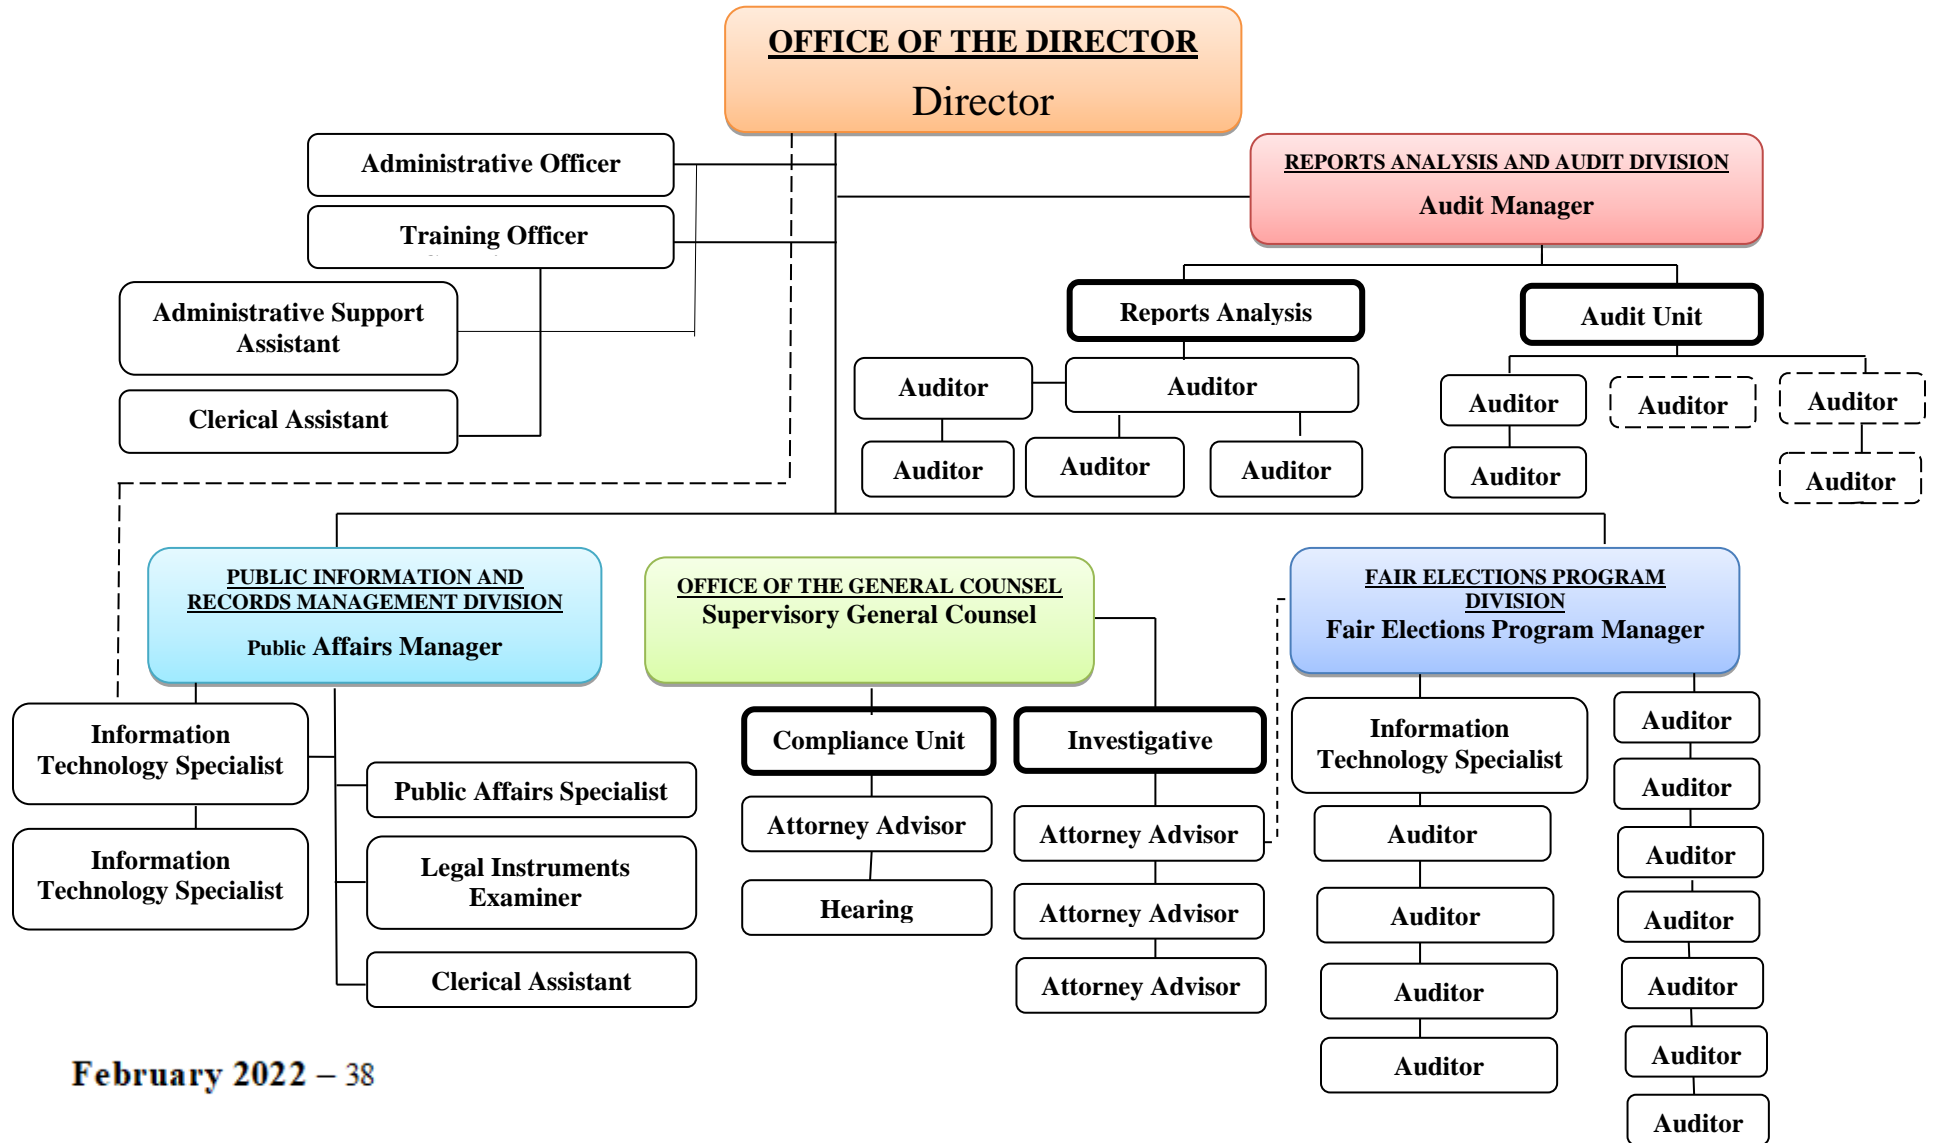 OFFICE OF THE DIRECTOR
Director
Administrative Officer
Training Officer
Administrative Support
Assistant
Clerical Assistant
REPORTS ANALYSIS AND AUDIT DIVISION
Audit Manager
Reports Analysis
Audit Unit
Auditor
Auditor
Auditor
Auditor
Auditor
Auditor
Auditor
Auditor
Auditor
Auditor
PUBLIC INFORMATION AND
RECORDS MANAGEMENT DIVISION
Public Affairs Manager
Information
Technology Specialist
Information
Technology Specialist
Public Affairs Specialist
Legal Instruments
Examiner
Clerical Assistant
OFFICE OF THE GENERAL COUNSEL
Supervisory General Counsel
Compliance Unit
Attorney Advisor
Hearing
Investigative
Attorney Advisor
Attorney Advisor
Attorney Advisor
FAIR ELECTIONS PROGRAM
DIVISION
Fair Elections Program Manager
Information
Technology Specialist
Auditor
Auditor
Auditor
Auditor
Auditor
Auditor
Auditor
Auditor
Auditor
Auditor
Auditor
February 2022 – 38